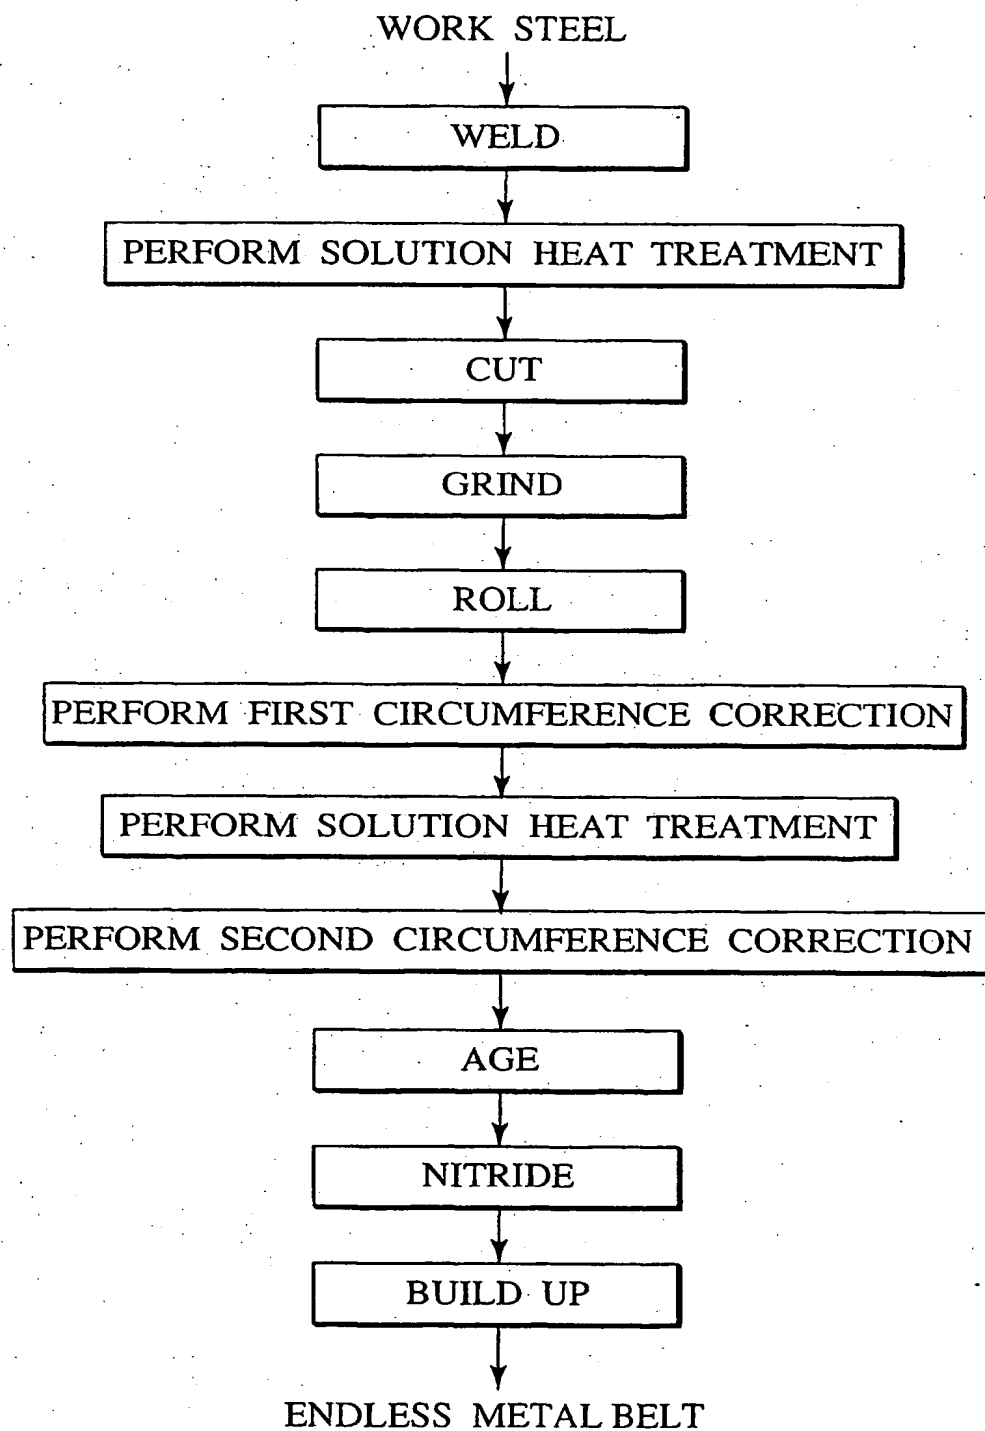 WORK STEEL
WELD
PERFORM SOLUTION HEAT TREATMENT
CUT
GRIND
ROLL
PERFORM FIRST CIRCUMFERENCE CORRECTION
PERFORM SOLUTION HEAT TREATMENT
PERFORM SECOND CIRCUMFERENCE CORRECTION
AGE
NITRIDE
BUILD UP
ENDLESS METAL BELT